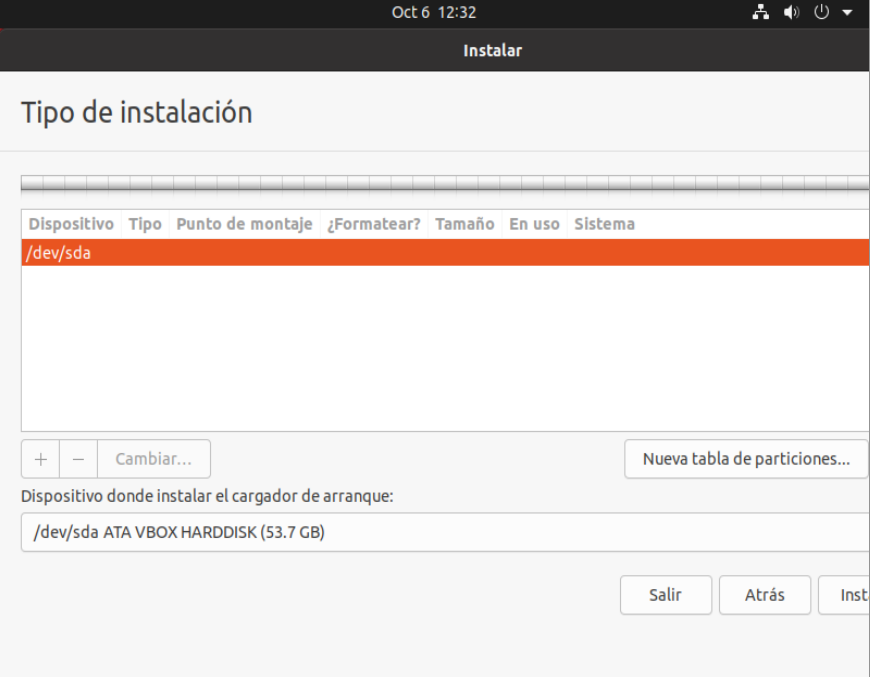 Oct 6 12:32
Instalar
Tipo de instalación
Dispositivo Tipo Punto de montaje ¿Formatear? Tamaño En uso Sistema
/dev/sda
+ − Cambiar... Nueva tabla de particiones...
Dispositivo donde instalar el cargador de arranque:
/dev/sda ATA VBOX HARDDISK (53.7 GB)
Salir Atrás Inst